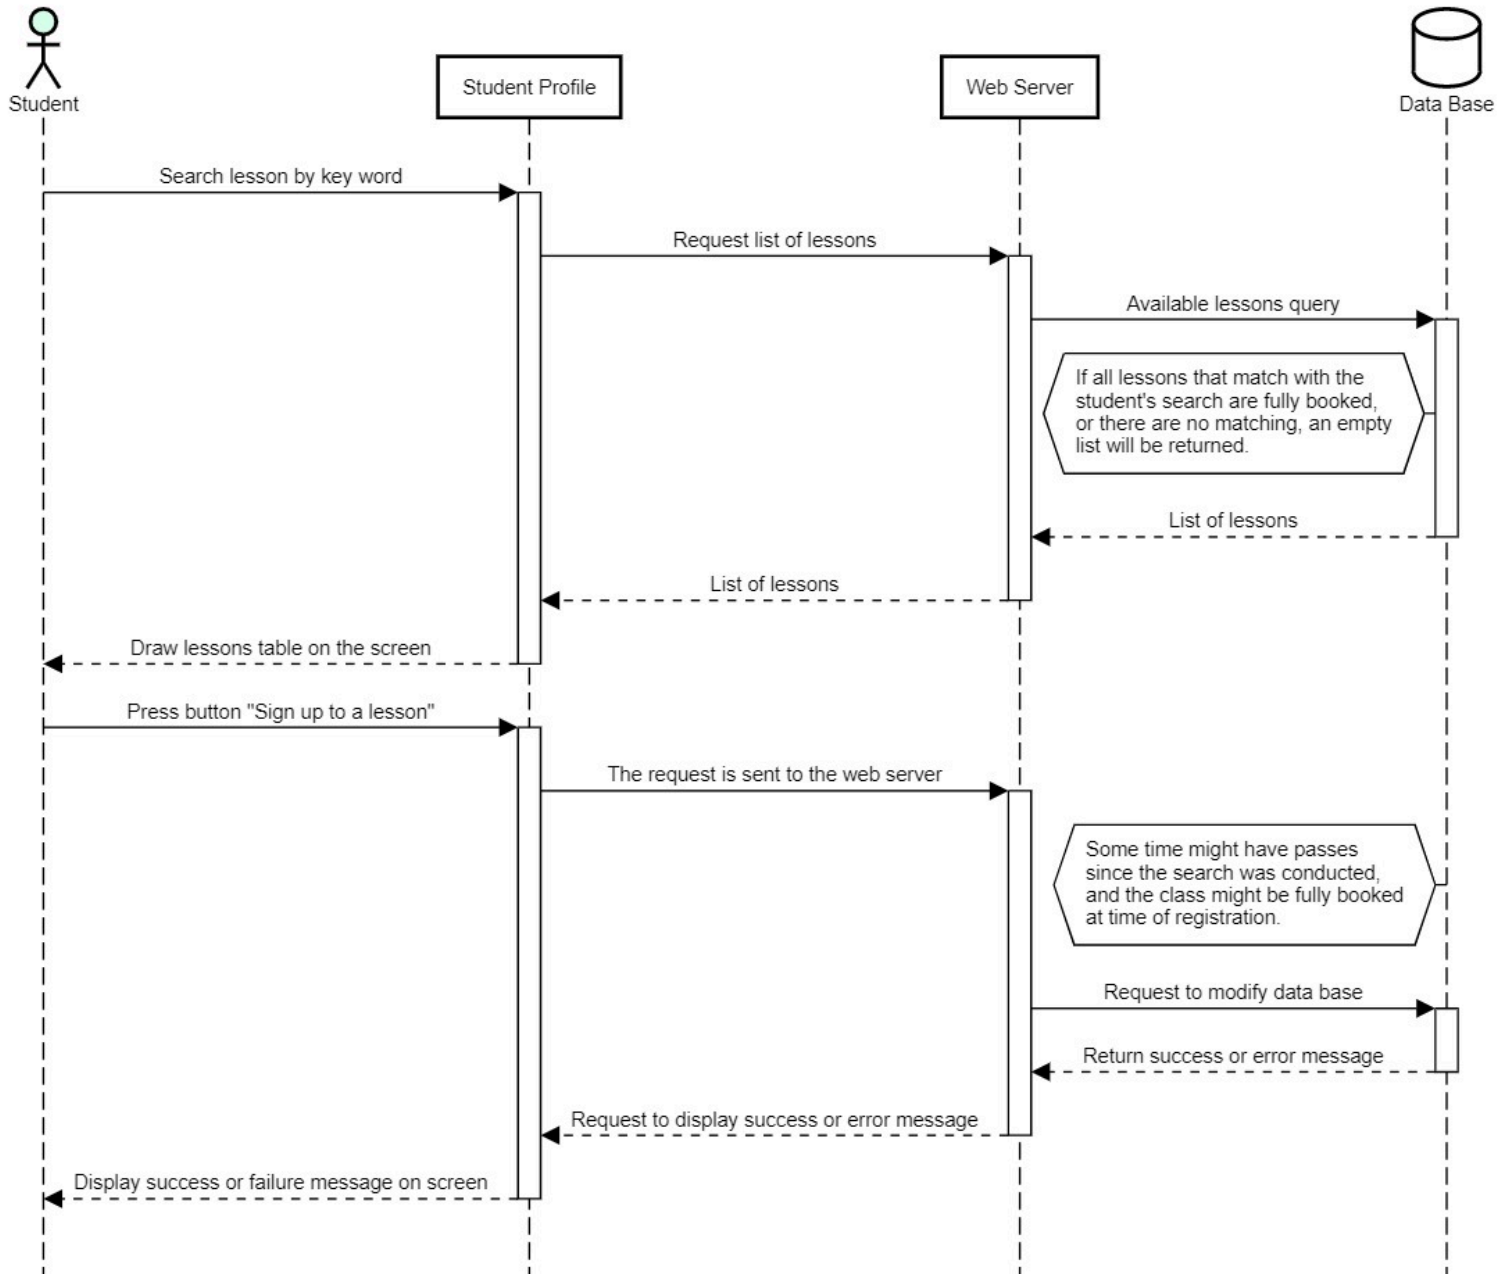 Student
Student Profile
Web Server
Data Base
Search lesson by key word
Request list of lessons
Available lessons query
If all lessons that match with the
student's search are fully booked,
or there are no matching, an empty
list will be returned.
List of lessons
List of lessons
Draw lessons table on the screen
Press button "Sign up to a lesson"
The request is sent to the web server
Some time might have passes
since the search was conducted,
and the class might be fully booked
at time of registration.
Request to modify data base
Return success or error message
Request to display success or error message
Display success or failure message on screen